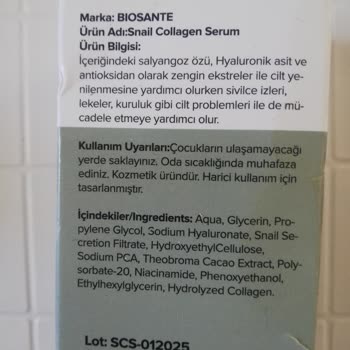 Marka: BIOSANTE
Ürün Adı:Snail Collagen Serum
Ürün Bilgisi:
İçeriğindeki salyangoz özü, Hyaluronik asit ve
antioksidan olarak zengin ekstreler ile cilt ye-
nilenmesine yardımcı olurken sivilce izleri,
lekeler, kuruluk gibi cilt problemleri ile de mü-
cadele etmeye yardımcı olur.
Kullanım Uyarıları:Çocukların ulaşamayacağı
yerde saklayınız. Oda sıcaklığında muhafaza
ediniz. Kozmetik üründür. Harici kullanım için
tasarlanmıştır.
İçindekiler/Ingredients: Aqua, Glycerin, Pro-
pylene Glycol, Sodium Hyaluronate, Snail Se-
cretion Filtrate, HydroxyethylCellulose,
Sodium PCA, Theobroma Cacao Extract, Poly-
sorbate-20, Niacinamide, Phenoxyethanol,
Ethylhexylglycerin, Hydrolyzed Collagen.
Lot: SCS-012025